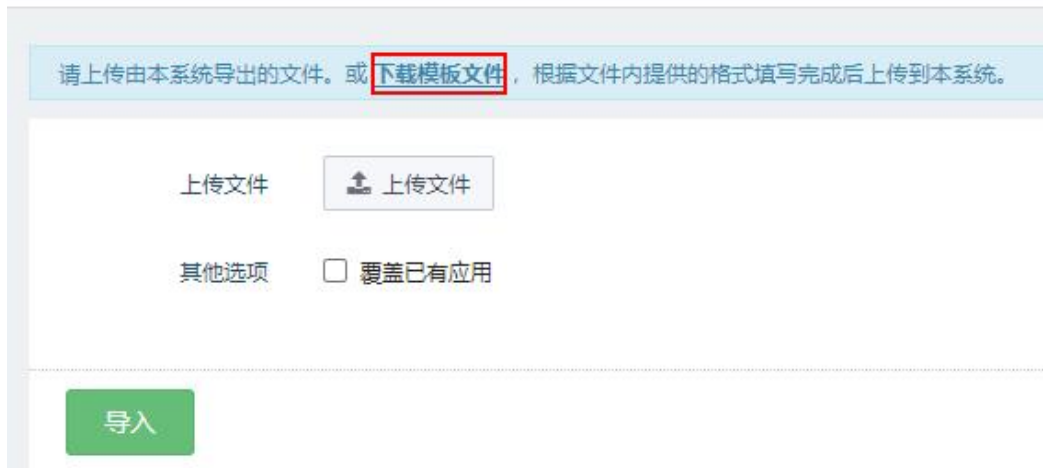 请上传由本系统导出的文件。或 下载模板文件，根据文件内提供的格式填写完成后上传到本系统。
上传文件 上传文件
其他选项 覆盖已有应用
导入